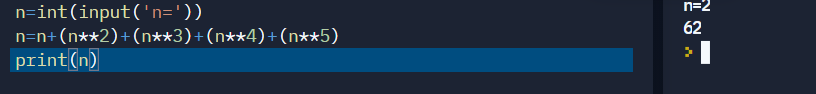 n=int(input('n='))
n=n+(n**2)+(n**3)+(n**4)+(n**5)
print(n)
n=2
62
>